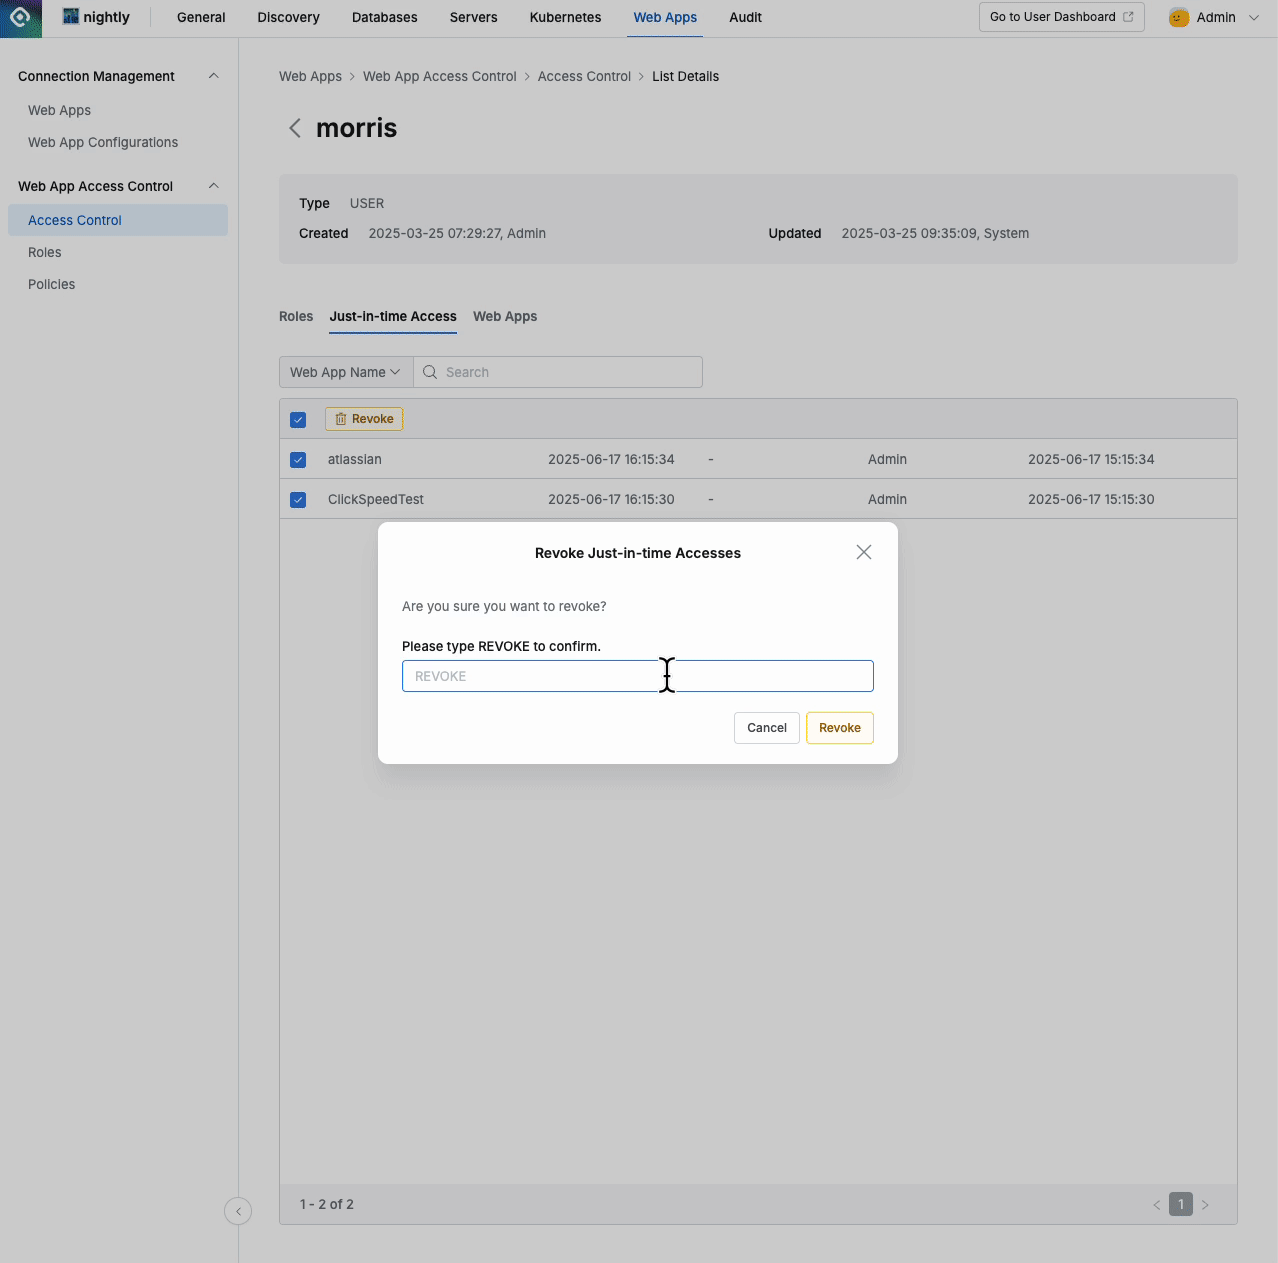 nightly General Discovery Databases Servers Kubernetes Web Apps Audit Go to User Dashboard Admin
Connection Management
Web Apps
Web App Configurations
Web App Access Control
Access Control
Roles
Policies
Web Apps > Web App Access Control > Access Control > List Details
morris
Type USER
Created 2025-03-25 07:29:27, Admin Updated 2025-03-25 09:35:09, System
Roles Just-in-time Access Web Apps
Web App Name Search
Revoke
atlassian 2025-06-17 16:15:34 - Admin 2025-06-17 15:15:34
ClickSpeedTest 2025-06-17 16:15:30 - Admin 2025-06-17 15:15:30
Revoke Just-in-time Accesses
Are you sure you want to revoke?
Please type REVOKE to confirm.
REVOKE
Cancel Revoke
1 - 2 of 2 < 1 >